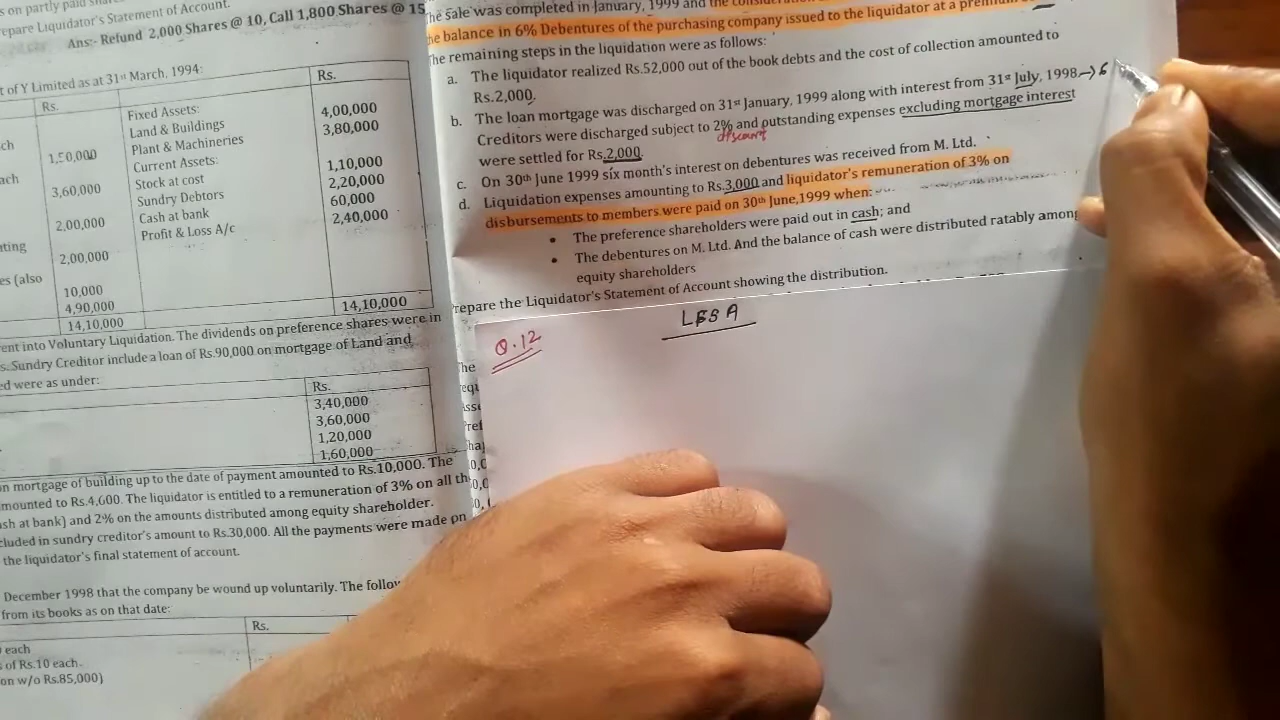 epare Liquidator's Statement of Account.
Ans:- Refund 2,000 Shares @ 10, Call 1,800 Shares @ 15
t of Y Limited as at 31st March, 1994:
Rs.
Rs.
Fixed Assets:
Land & Buildings 4,00,000
1,50,000 Plant & Machineries 3,80,000
Current Assets:
3,60,000 Stock at cost 1,10,000
Sundry Debtors 2,20,000
2,00,000 Cash at bank 60,000
Profit & Loss A/c 2,40,000
2,00,000
10,000
4,90,000
14,10,000 14,10,000
ent into Voluntary Liquidation. The dividends on preference shares were in
s. Sundry Creditor include a loan of Rs.90,000 on mortgage of Land and
ed were as under:
Rs.
3,40,000
3,60,000
1,20,000
1,60,000
n mortgage of building up to the date of payment amounted to Rs.10,000. The
mounted to Rs.4,600. The liquidator is entitled to a remuneration of 3% on all th
sh at bank) and 2% on the amounts distributed among equity shareholder.
cluded in sundry creditor's amount to Rs.30,000. All the payments were made on
the liquidator's final statement of account.
December 1998 that the company be wound up voluntarily. The follow
from its books as on that date:
Rs.
each
of Rs.10 each.
on w/o Rs.85,000)
The sale was completed in January, 1999 and the
he balance in 6% Debentures of the purchasing company issued to the liquidator at a
The remaining steps in the liquidation were as follows:
a. The liquidator realized Rs.52,000 out of the book debts and the cost of collection amounted to
Rs.2,000.
b. The loan mortgage was discharged on 31st January, 1999 along with interest from 31st July, 1998. → 6
Creditors were discharged subject to 2% and outstanding expenses excluding mortgage interest
discount
were settled for Rs.2,000.
c. On 30th June 1999 six month's interest on debentures was received from M. Ltd.
d. Liquidation expenses amounting to Rs.3,000 and liquidator's remuneration of 3% on
disbursements to members were paid on 30th June,1999 when:
• The preference shareholders were paid out in cash; and
• The debentures on M. Ltd. And the balance of cash were distributed ratably among
equity shareholders
repare the Liquidator's Statement of Account showing the distribution.
Q.12
LFSA